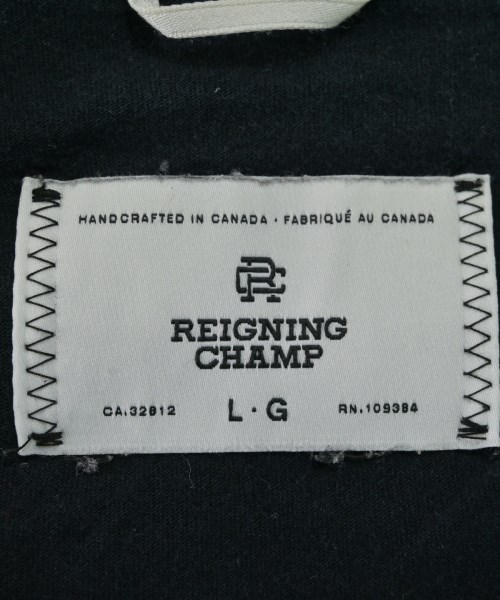 HANDCRAFTED IN CANADA · FABRIQUÉ AU CANADA
RC
REIGNING
CHAMP
CA.32812 L·G RN.109384